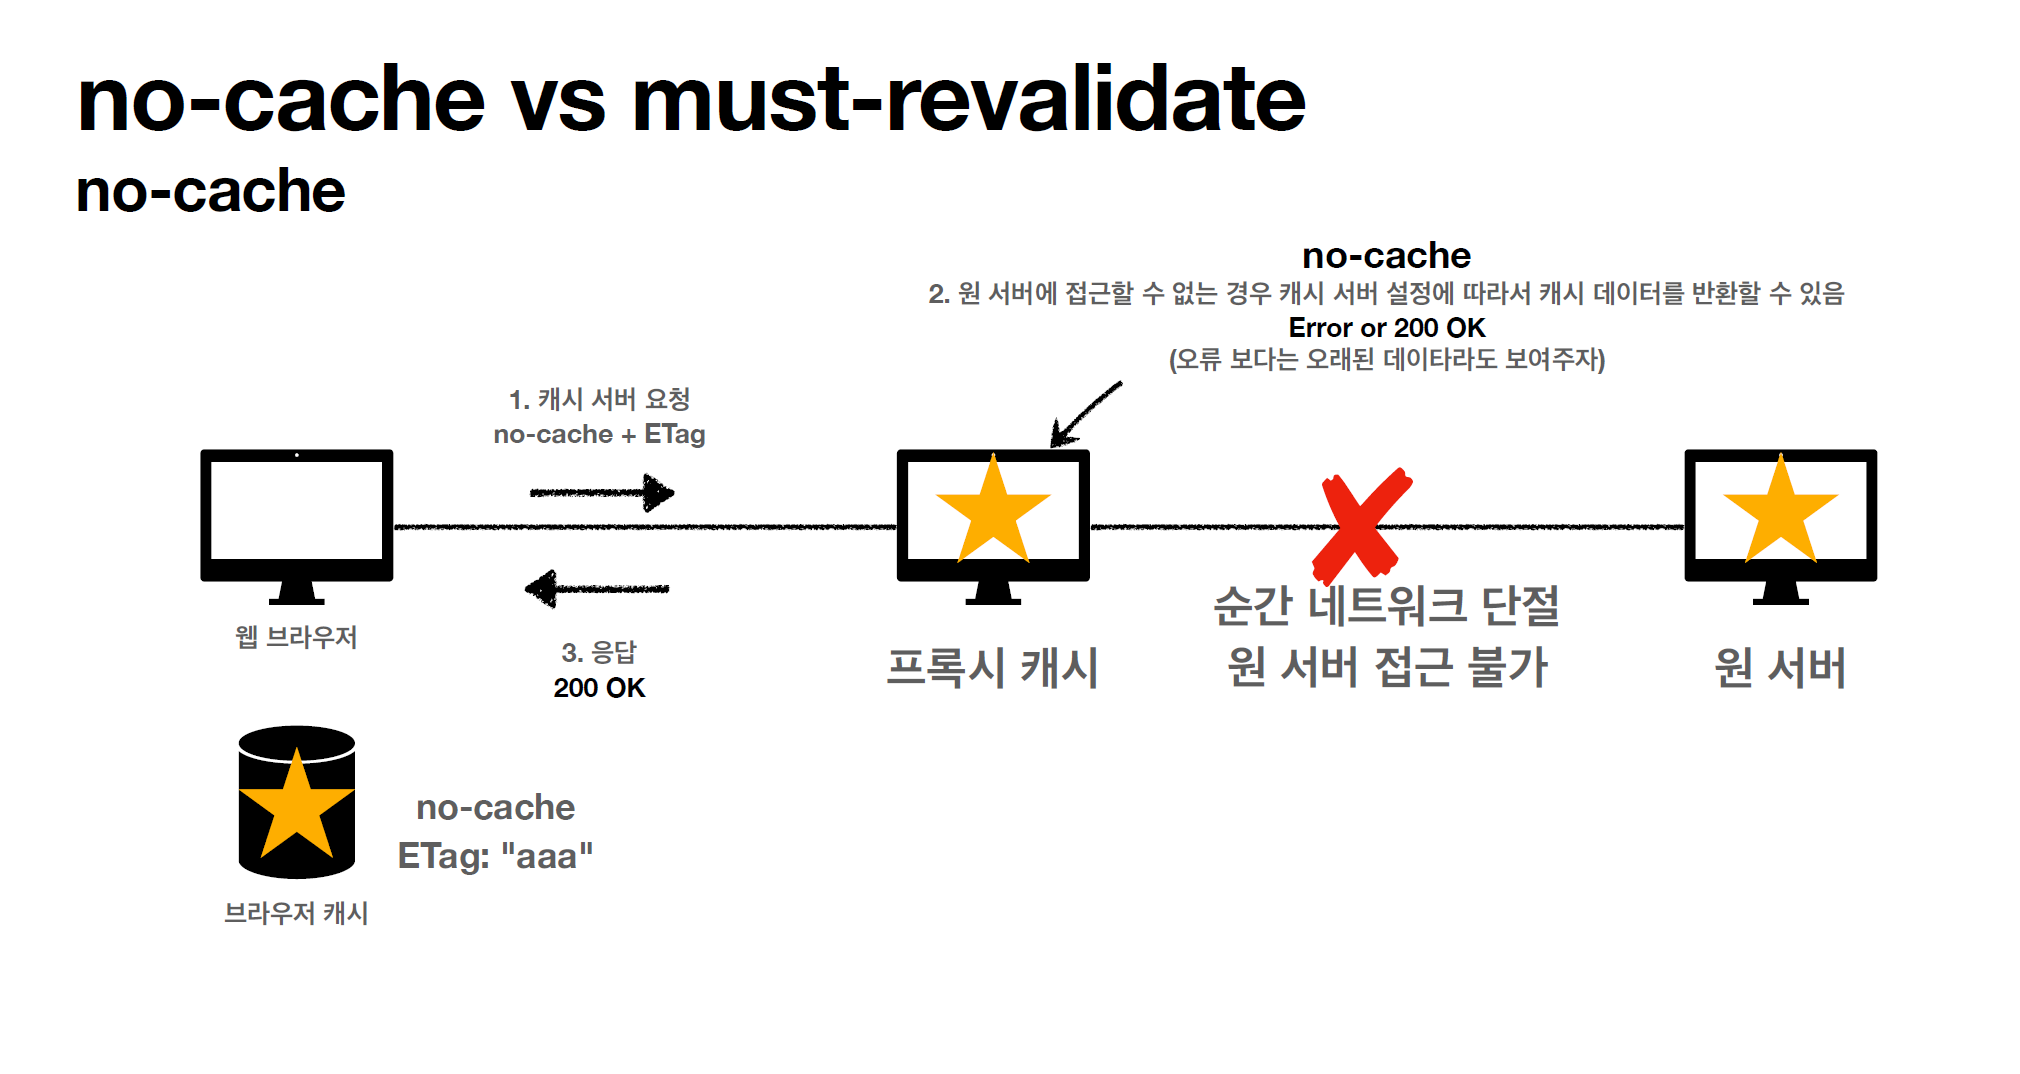 no-cache vs must-revalidate
no-cache
no-cache
2. 원 서버에 접근할 수 없는 경우 캐시 서버 설정에 따라서 캐시 데이터를 반환할 수 있음
Error or 200 OK
(오류 보다는 오래된 데이타라도 보여주자)
1. 캐시 서버 요청
no-cache + ETag
웹 브라우저
3. 응답
200 OK
프록시 캐시
순간 네트워크 단절
원 서버 접근 불가
원 서버
no-cache
ETag: "aaa"
브라우저 캐시